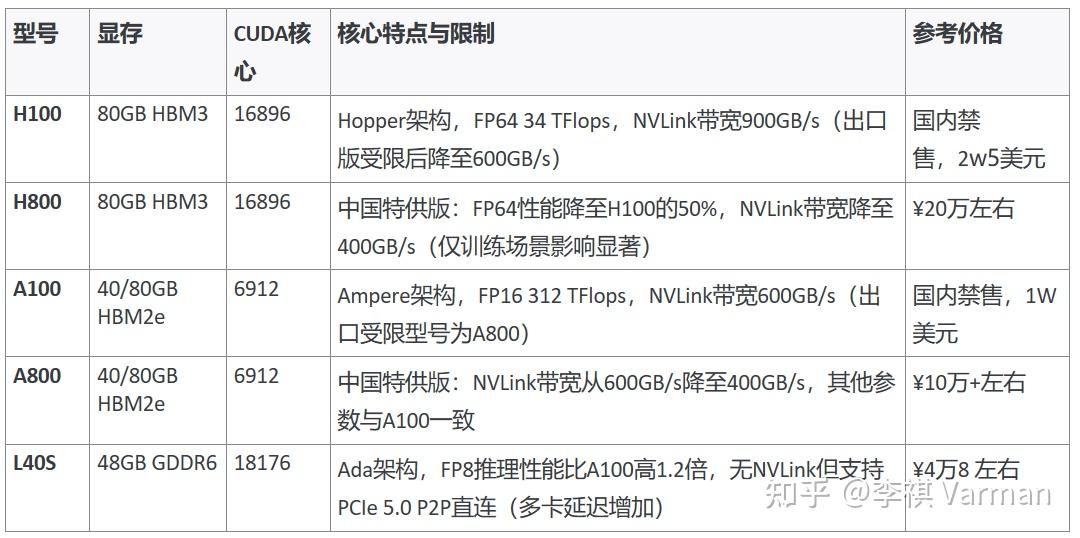 型号 显存 CUDA核心 核心特点与限制 参考价格
H100 80GB HBM3 16896 Hopper架构，FP64 34 TFlops，NVLink带宽900GB/s（出口 国内禁
版受限后降至600GB/s） 售，2w5美元
H800 80GB HBM3 16896 中国特供版：FP64性能降至H100的50%，NVLink带宽降至 ¥20万左右
400GB/s（仅训练场景影响显著）
A100 40/80GB 6912 Ampere架构，FP16 312 TFlops，NVLink带宽600GB/s（出 国内禁售，1W
HBM2e 口受限型号为A800） 美元
A800 40/80GB 6912 中国特供版：NVLink带宽从600GB/s降至400GB/s，其他参 ¥10万+左右
HBM2e 数与A100一致
L40S 48GB GDDR6 18176 Ada架构，FP8推理性能比A100高1.2倍，无NVLink但支持 ¥4万8 左右
PCIe 5.0 P2P直连（多卡延迟增加）
知乎 @李祺 Varman